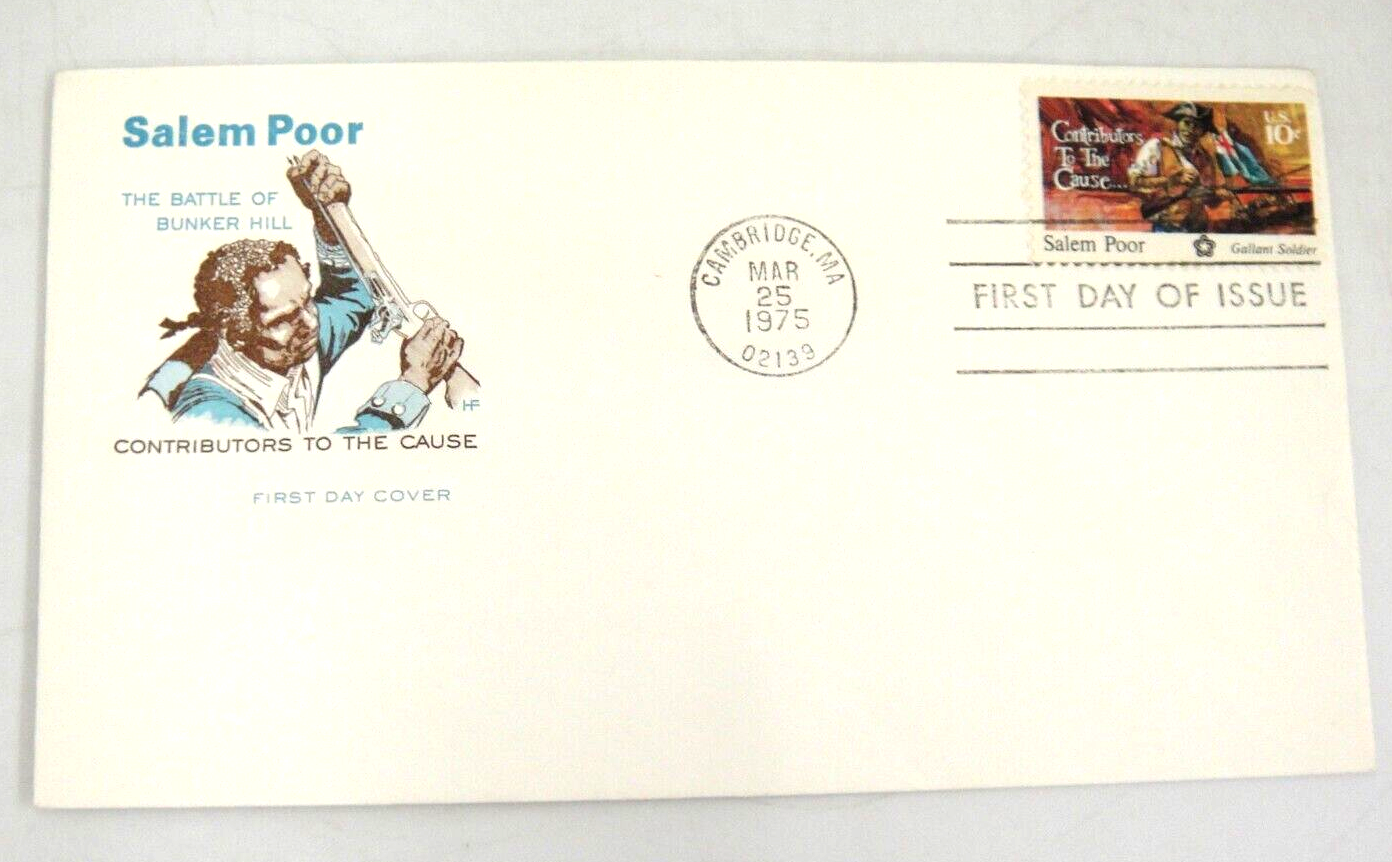 Salem Poor
THE BATTLE OF
BUNKER HILL
HF
CONTRIBUTORS TO THE CAUSE
FIRST DAY COVER
CAMBRIDGE, MA
MAR
25
1975
02139
Contributors
To The
Cause...
U.S.
10c
Salem Poor
Gallant Soldier
FIRST DAY OF ISSUE